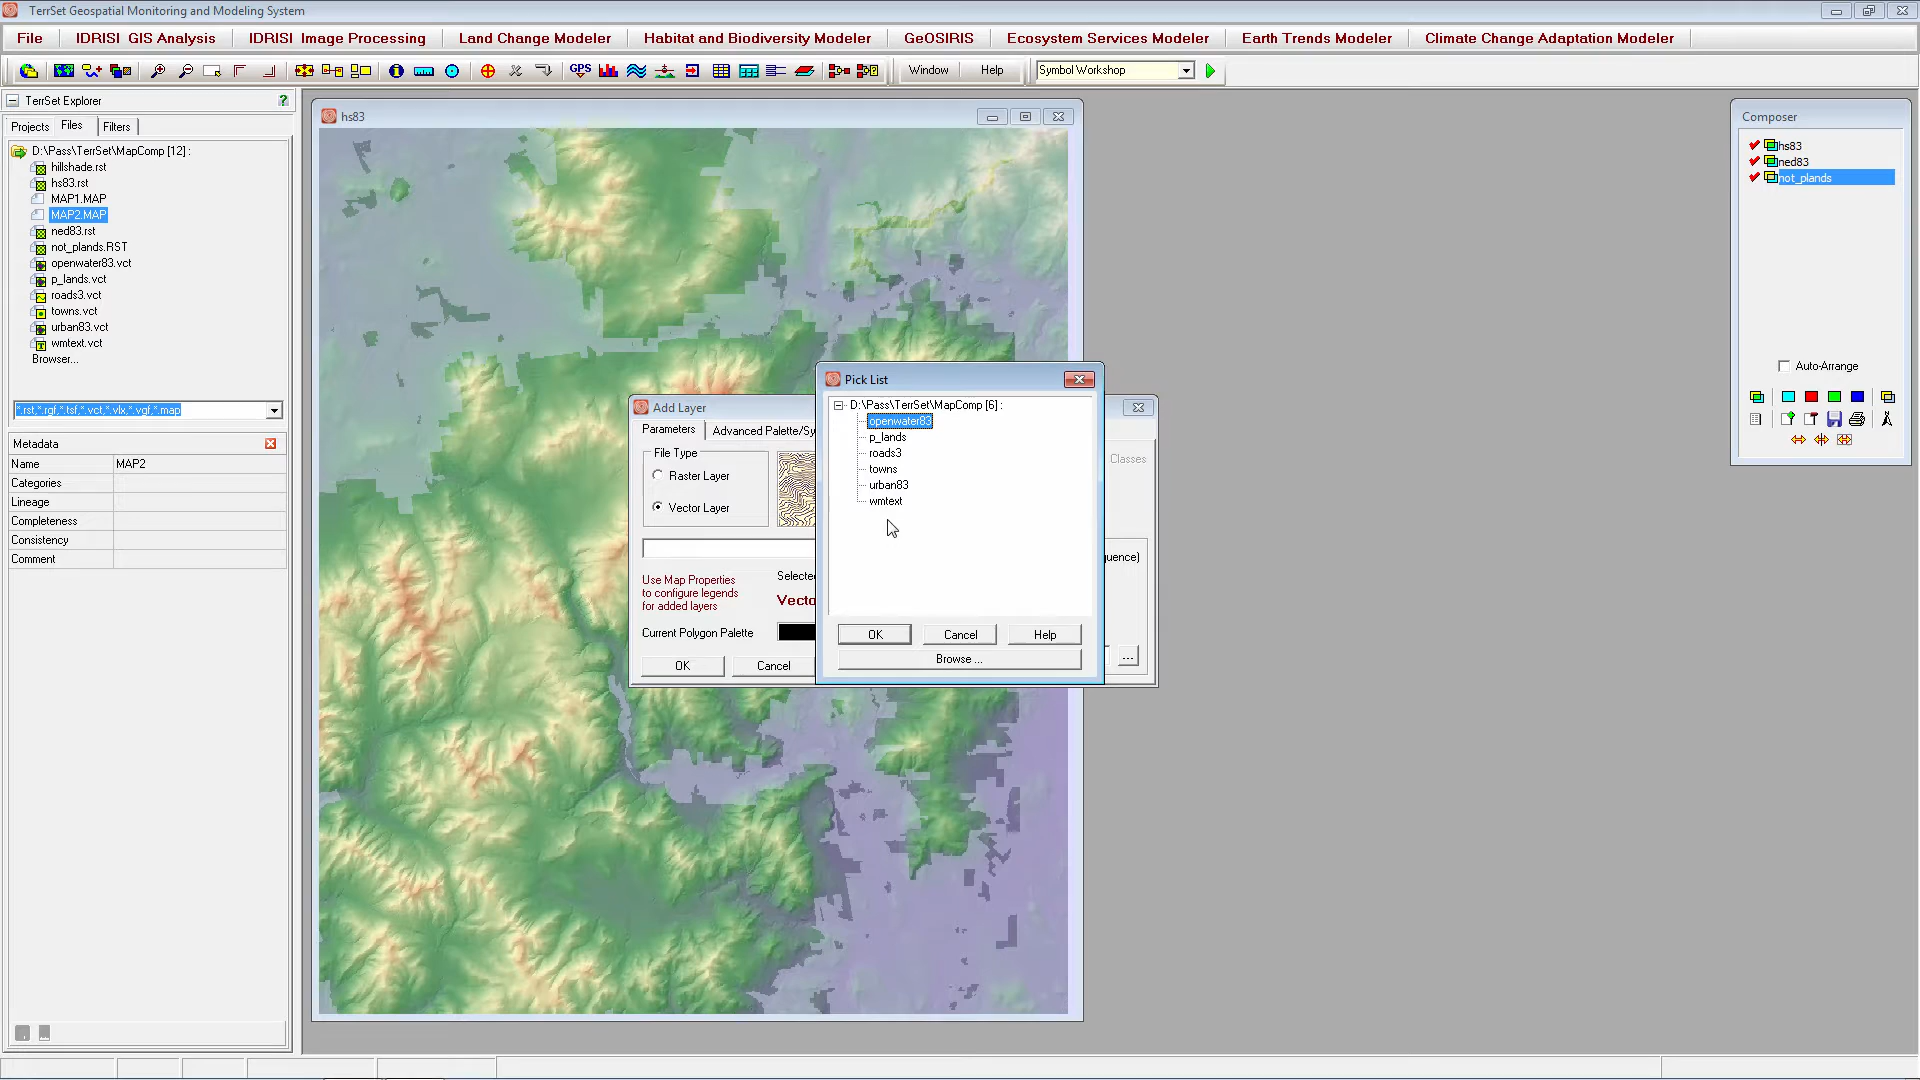 TerrSet Geospatial Monitoring and Modeling System
File
IDRISI GIS Analysis
IDRISI Image Processing
Land Change Modeler
Habitat and Biodiversity Modeler
GeOSIRIS
Ecosystem Services Modeler
Earth Trends Modeler
Climate Change Adaptation Modeler
GPS
Window
Help
Symbol Workshop
TerrSet Explorer
Projects
Files
Filters
D:\Pass\TerrSet\MapComp [12] :
hillshade.rst
hs83.rst
MAP1.MAP
MAP2.MAP
ned83.rst
not_plands.RST
openwater83.vct
p_lands.vct
roads3.vct
towns.vct
urban83.vct
wmtext.vct
Browser...
*.rst,*.rgf,*.tsf,*.vct,*.vlx,*.vgf,*.map
Metadata
Name MAP2
Categories
Lineage
Completeness
Consistency
Comment
hs83
Add Layer
Parameters
Advanced Palette/Sy
File Type
Raster Layer
Vector Layer
Use Map Properties
to configure legends
for added layers
Selecte
Vecto
Current Polygon Palette
OK
Cancel
Classes
uence)
...
Pick List
D:\Pass\TerrSet\MapComp [6] :
openwater83
p_lands
roads3
towns
urban83
wmtext
OK
Cancel
Help
Browse ...
Composer
hs83
ned83
not_plands
Auto-Arrange